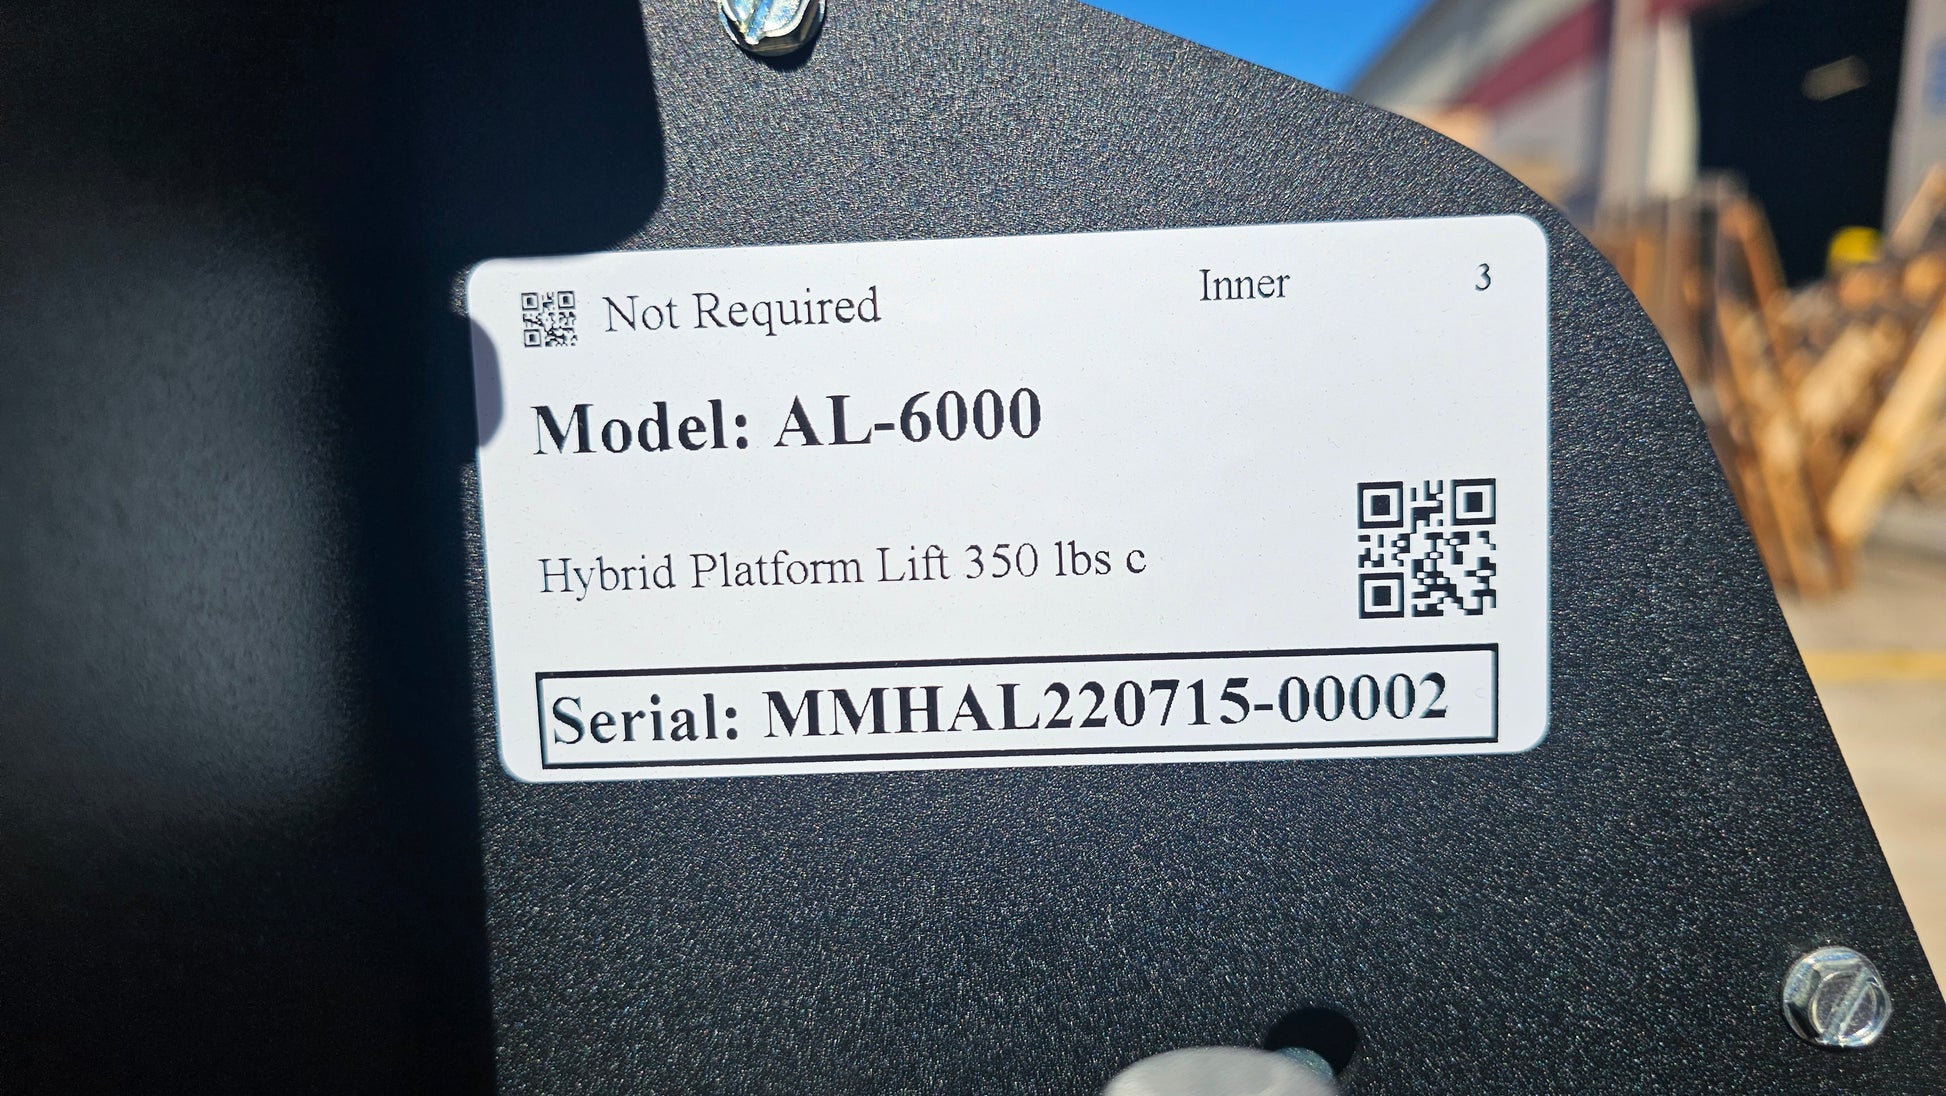 Not Required Inner 3
Model: AL-6000
Hybrid Platform Lift 350 lbs c
Serial: MMHAL220715-00002